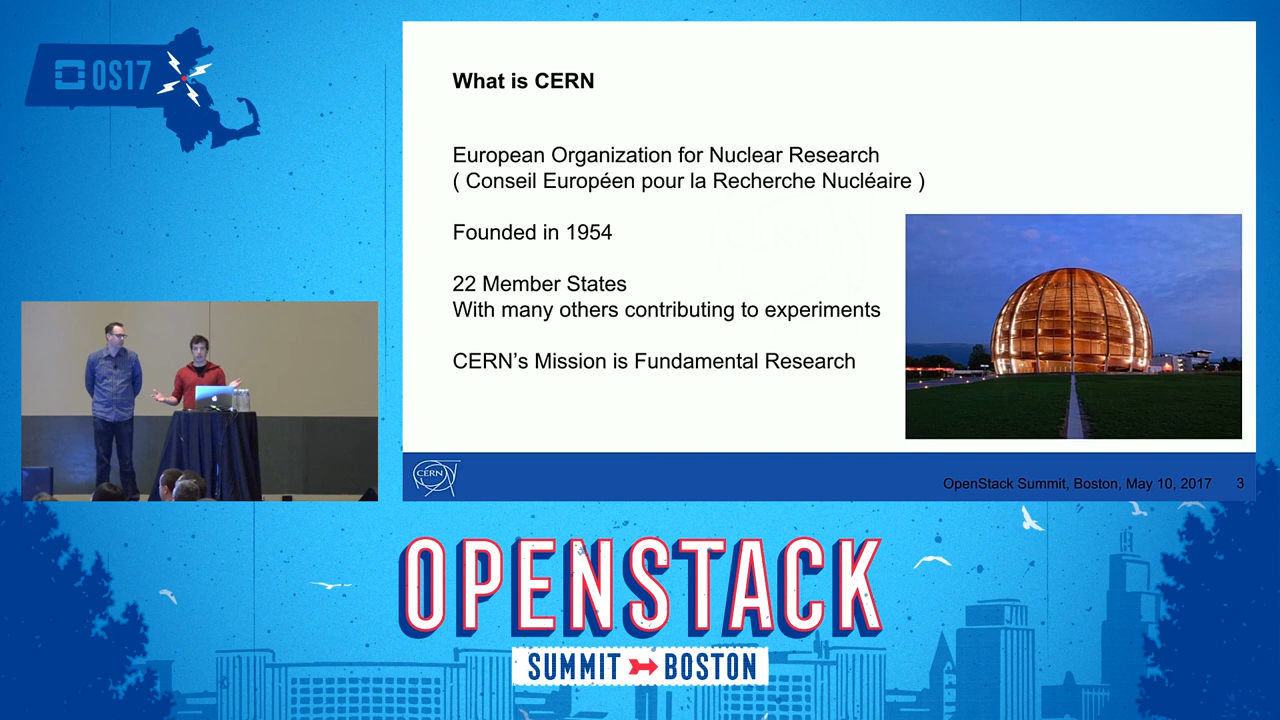 OS17
What is CERN
European Organization for Nuclear Research
( Conseil Européen pour la Recherche Nucléaire )
Founded in 1954
22 Member States
With many others contributing to experiments
CERN's Mission is Fundamental Research
CERN
OpenStack Summit, Boston, May 10, 2017 3
OPENSTACK
SUMMIT BOSTON